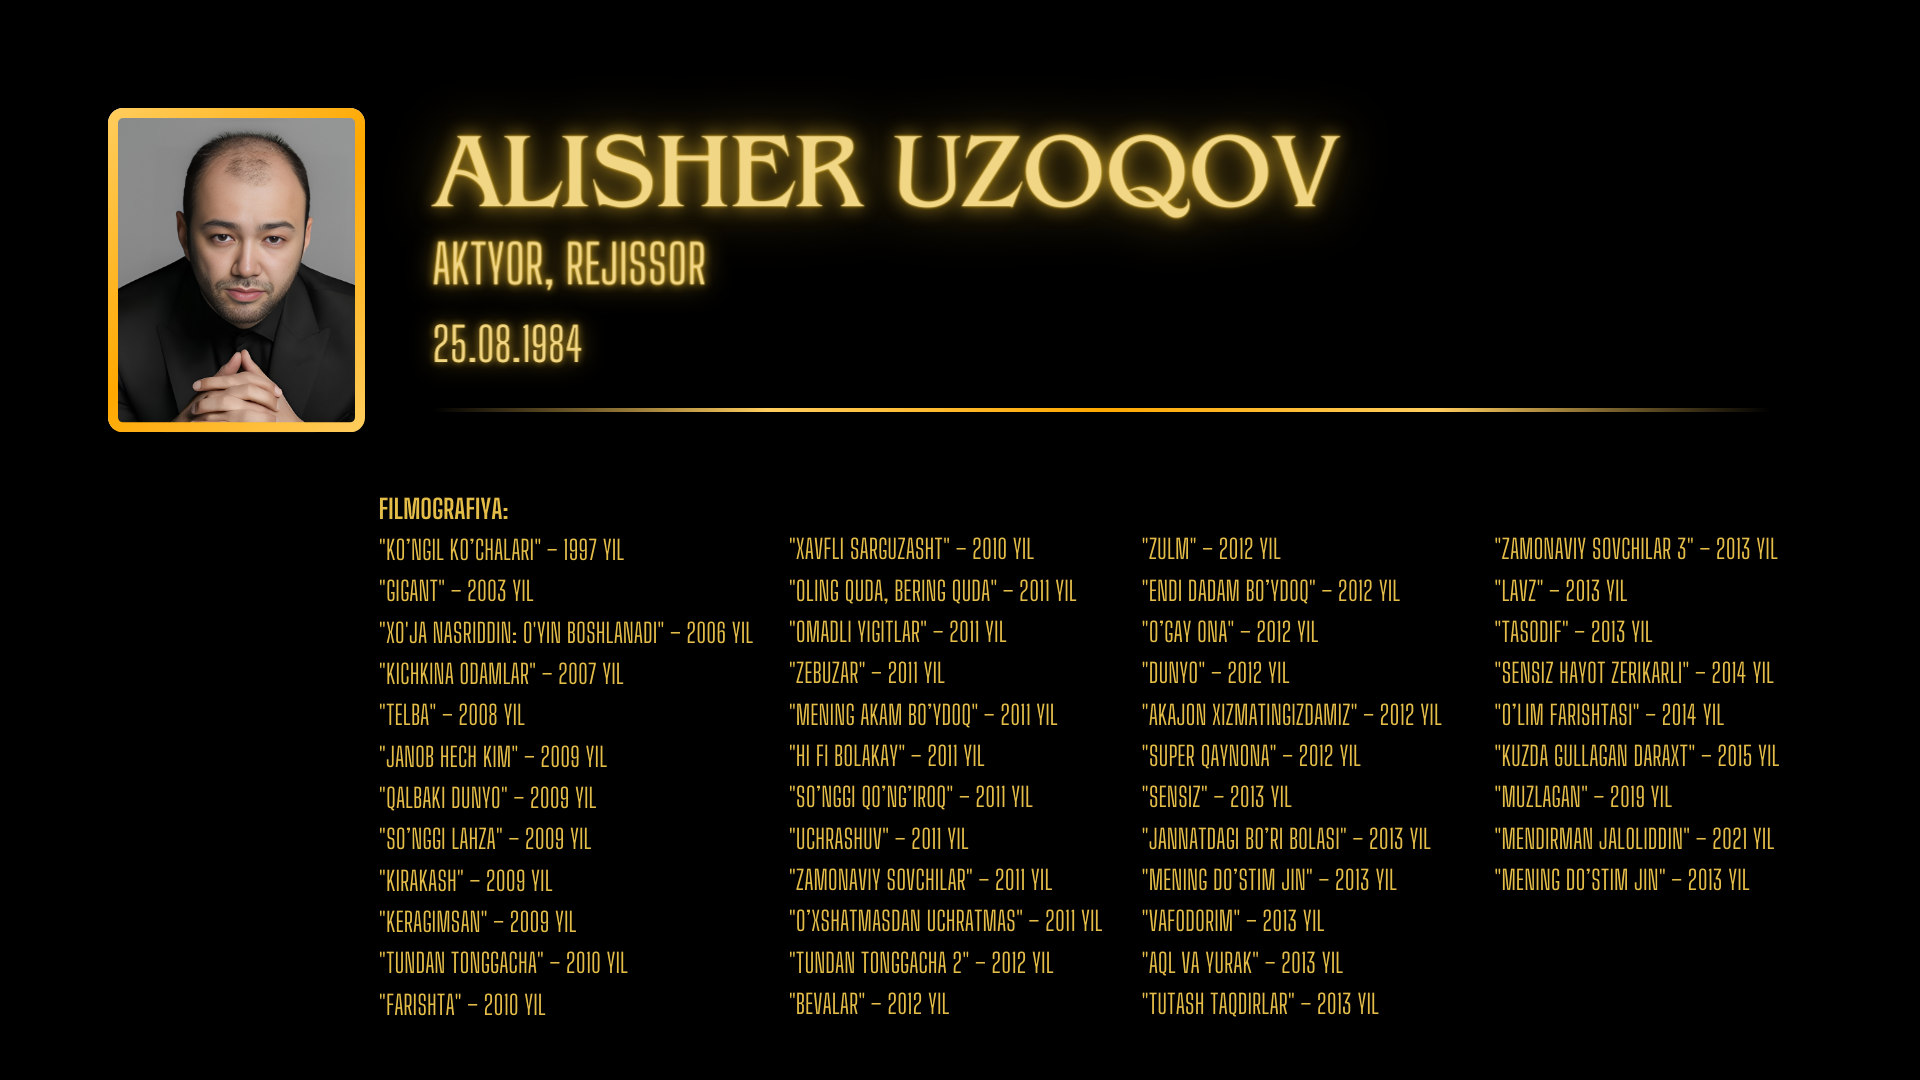 ALISHER UZOQOV
AKTYOR, REJISSOR
25.08.1984
FILMOGRAFIYA:
"KO’NGIL KO’CHALARI" – 1997 YIL
"GIGANT" – 2003 YIL
"XO'JA NASRIDDIN: O'YIN BOSHLANADI" – 2006 YIL
"KICHKINA ODAMLAR" – 2007 YIL
"TELBA" – 2008 YIL
"JANOB HECH KIM" – 2009 YIL
"QALBAKI DUNYO" – 2009 YIL
"SO’NGGI LAHZA" – 2009 YIL
"KIRAKASH" – 2009 YIL
"KERAGIMSAN" – 2009 YIL
"TUNDAN TONGGACHA" – 2010 YIL
"FARISHTA" – 2010 YIL
"XAVFLI SARGUZASHT" – 2010 YIL
"OLING QUDA, BERING QUDA" – 2011 YIL
"OMADLI YIGITLAR" – 2011 YIL
"ZEBUZAR" – 2011 YIL
"MENING AKAM BO’YDOQ" – 2011 YIL
"HI FI BOLAKAY" – 2011 YIL
"SO’NGGI QO’NG’IROQ" – 2011 YIL
"UCHRASHUV" – 2011 YIL
"ZAMONAVIY SOVCHILAR" – 2011 YIL
"O’XSHATMASDAN UCHRATMAS" – 2011 YIL
"TUNDAN TONGGACHA 2" – 2012 YIL
"BEVALAR" – 2012 YIL
"ZULM" – 2012 YIL
"ENDI DADAM BO’YDOQ" – 2012 YIL
"O’GAY ONA" – 2012 YIL
"DUNYO" – 2012 YIL
"AKAJON XIZMATINGIZDAMIZ" – 2012 YIL
"SUPER QAYNONA" – 2012 YIL
"SENSIZ" – 2013 YIL
"JANNATDAGI BO’RI BOLASI" – 2013 YIL
"MENING DO’STIM JIN" – 2013 YIL
"VAFODORIM" – 2013 YIL
"AQL VA YURAK" – 2013 YIL
"TUTASH TAQDIRLAR" – 2013 YIL
"ZAMONAVIY SOVCHILAR 3" – 2013 YIL
"LAVZ" – 2013 YIL
"TASODIF" – 2013 YIL
"SENSIZ HAYOT ZERIKARLI" – 2014 YIL
"O’LIM FARISHTASI" – 2014 YIL
"KUZDA GULLAGAN DARAXT" – 2015 YIL
"MUZLAGAN" – 2019 YIL
"MENDIRMAN JALOLIDDIN" – 2021 YIL
"MENING DO’STIM JIN" – 2013 YIL